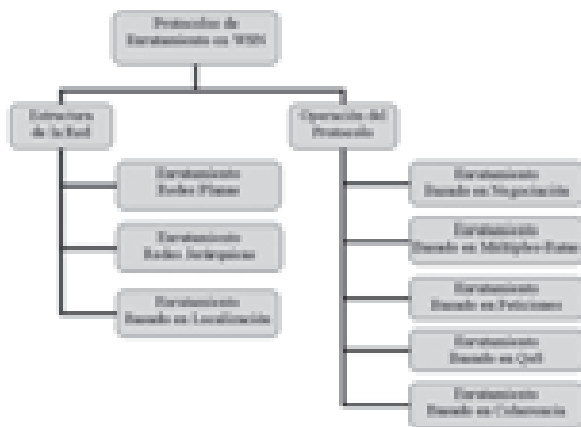 Protocolos de
Enrutamiento en WSN
Estructura
de la Red
Operación del
Protocolo
Enrutamiento
Redes Planas
Enrutamiento
Redes Jerárquicas
Enrutamiento
Basado en Localización
Enrutamiento
Basado en Negociación
Enrutamiento
Basado en Múltiples-Rutas
Enrutamiento
Basado en Peticiones
Enrutamiento
Basado en QoS
Enrutamiento
Basado en Coherencia